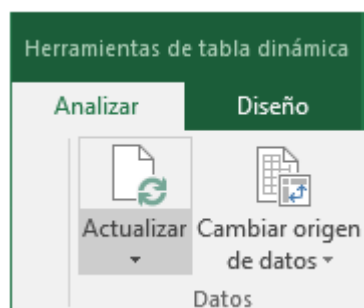 Herramientas de tabla dinámica
Analizar Diseño
Actualizar Cambiar origen
de datos
Datos